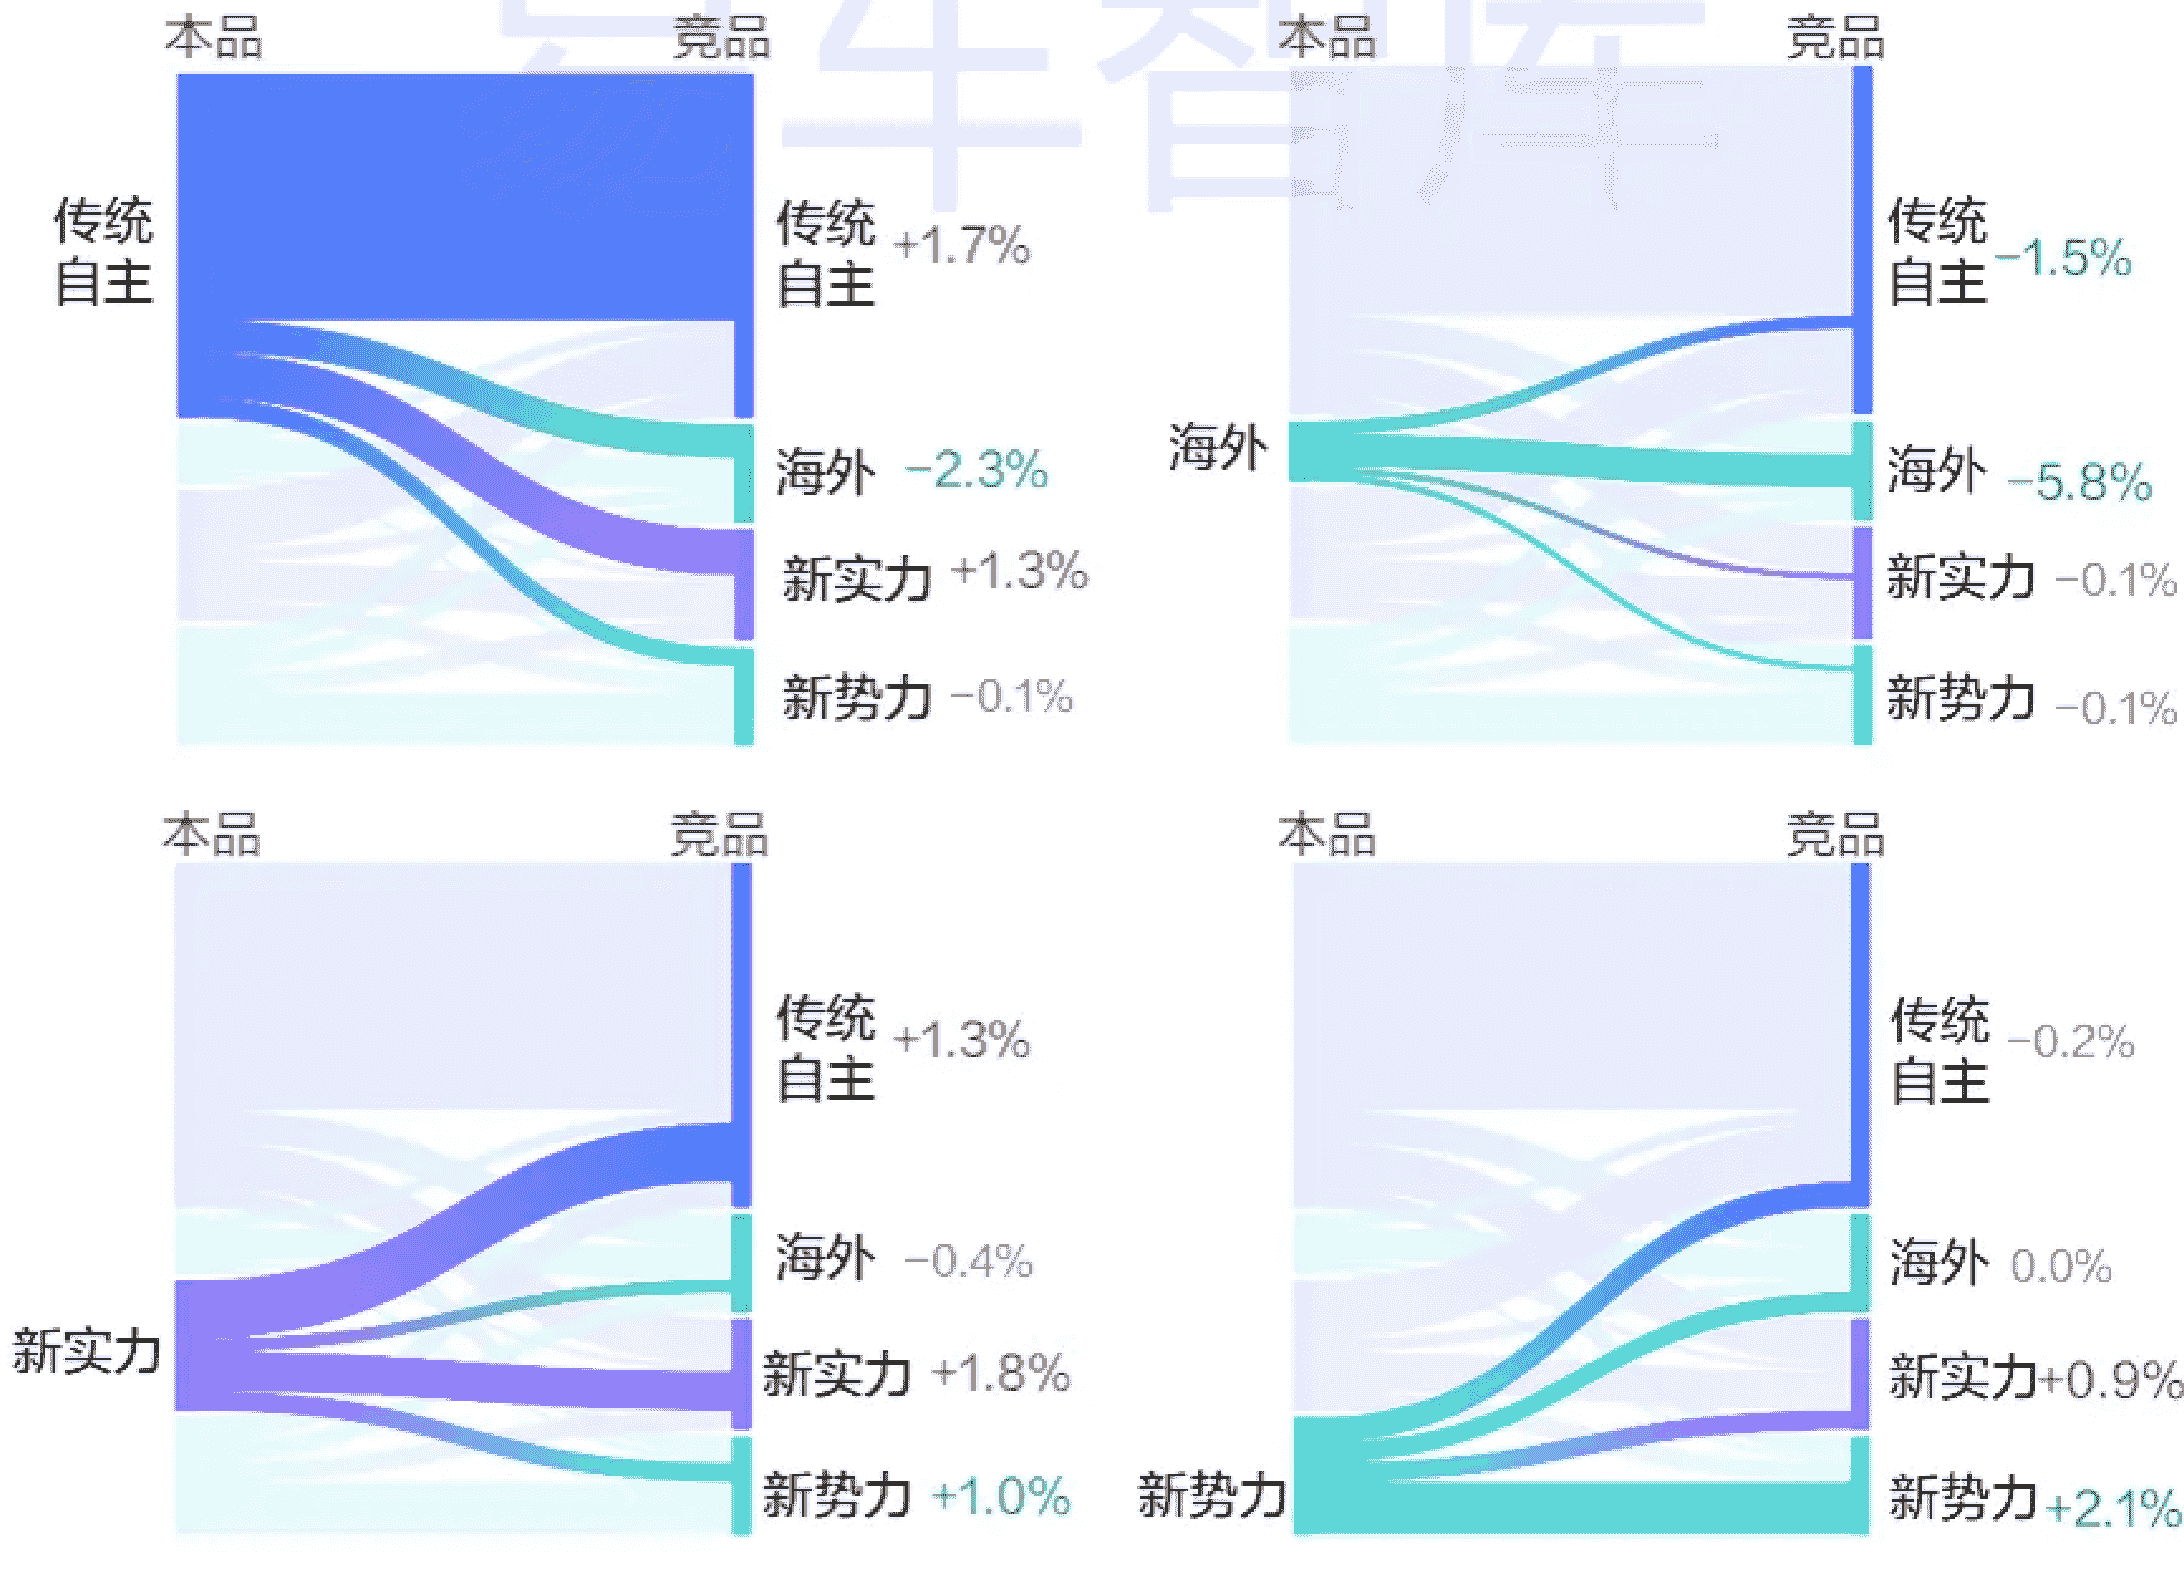 本品 竞品
传统
自主
传统
自主 +1.7%
海外 −2.3%
新实力 +1.3%
新势力 −0.1%
本品 竞品
海外
传统
自主 −1.5%
海外 −5.8%
新实力 −0.1%
新势力 −0.1%
本品 竞品
新实力
传统
自主 +1.3%
海外 −0.4%
新实力 +1.8%
新势力 +1.0%
本品 竞品
新势力
传统
自主 −0.2%
海外 0.0%
新实力 +0.9%
新势力 +2.1%
车智库